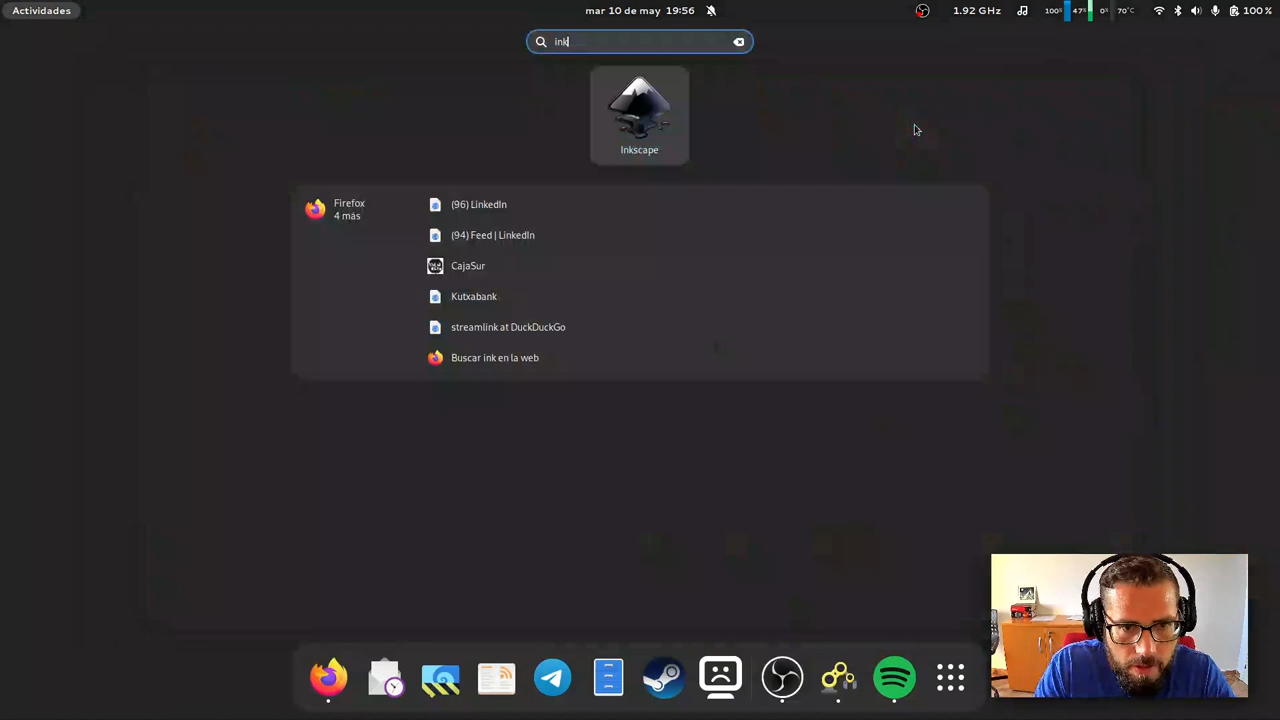 Actividades
mar 10 de may 19:56
1.92 GHz
100%
47%
0%
70°C
100 %
ink
Inkscape
Firefox
4 más
(96) LinkedIn
(94) Feed | LinkedIn
CajaSur
Kutxabank
streamlink at DuckDuckGo
Buscar ink en la web